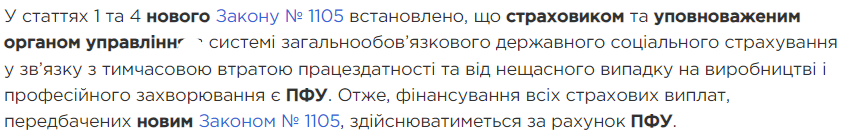 У статтях 1 та 4 нового Закону № 1105 встановлено, що страховиком та уповноваженим
органом управління системі загальнообов’язкового державного соціального страхування
у зв’язку з тимчасовою втратою працездатності та від нещасного випадку на виробництві і
професійного захворювання є ПФУ. Отже, фінансування всіх страхових виплат,
передбачених новим Законом № 1105, здійснюватиметься за рахунок ПФУ.